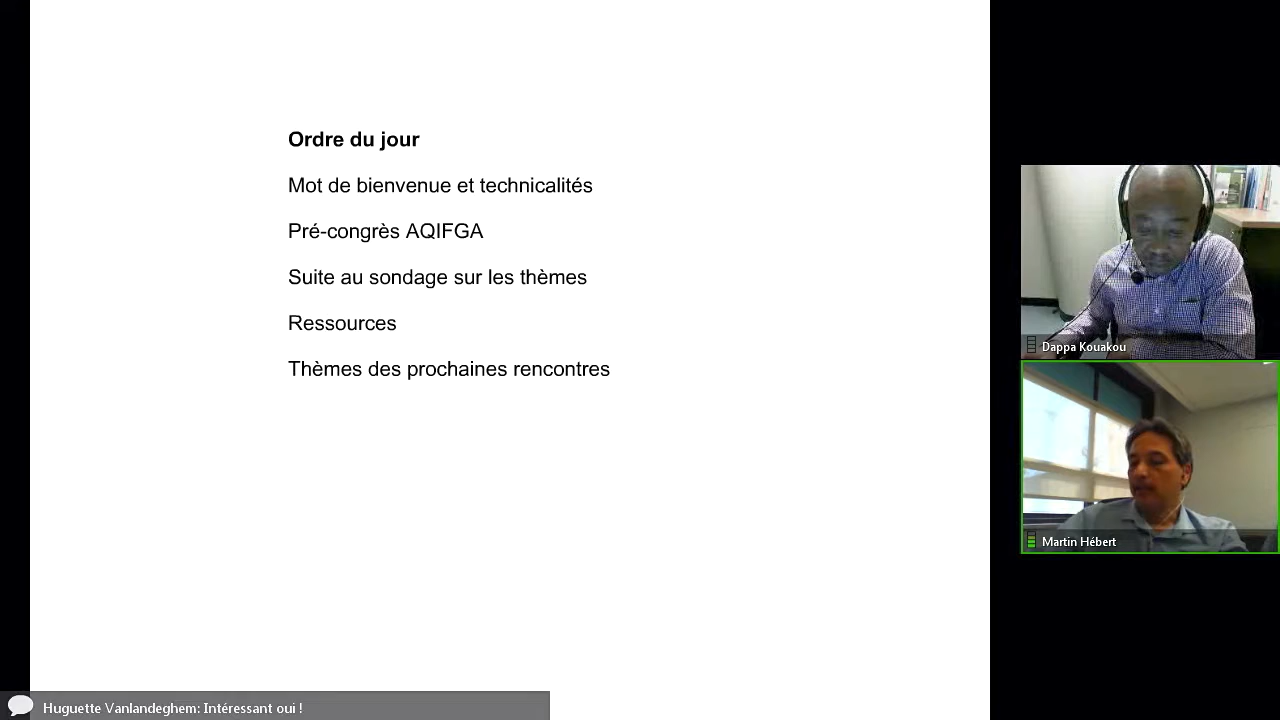 Ordre du jour
Mot de bienvenue et technicalités
Pré-congrès AQIFGA
Suite au sondage sur les thèmes
Ressources
Thèmes des prochaines rencontres
Dappa Kouakou
Martin Hébert
Huguette Vanlandeghem: Intéressant oui !